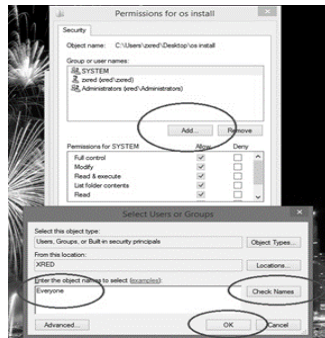 Permissions for os install
Security
Object name: C:\Users\zxred\Desktop\os install
Group or user names:
SYSTEM
zxred (xred\zxred)
Administrators (xred\Administrators)
Add... Remove
Permissions for SYSTEM Allow Deny
Full control
Modify
Read & execute
List folder contents
Read
Select Users or Groups
Select this object type:
Users, Groups, or Built-in security principals
Object Types...
From this location:
XRED
Locations...
Enter the object names to select (examples):
Everyone
Check Names
Advanced... OK Cancel